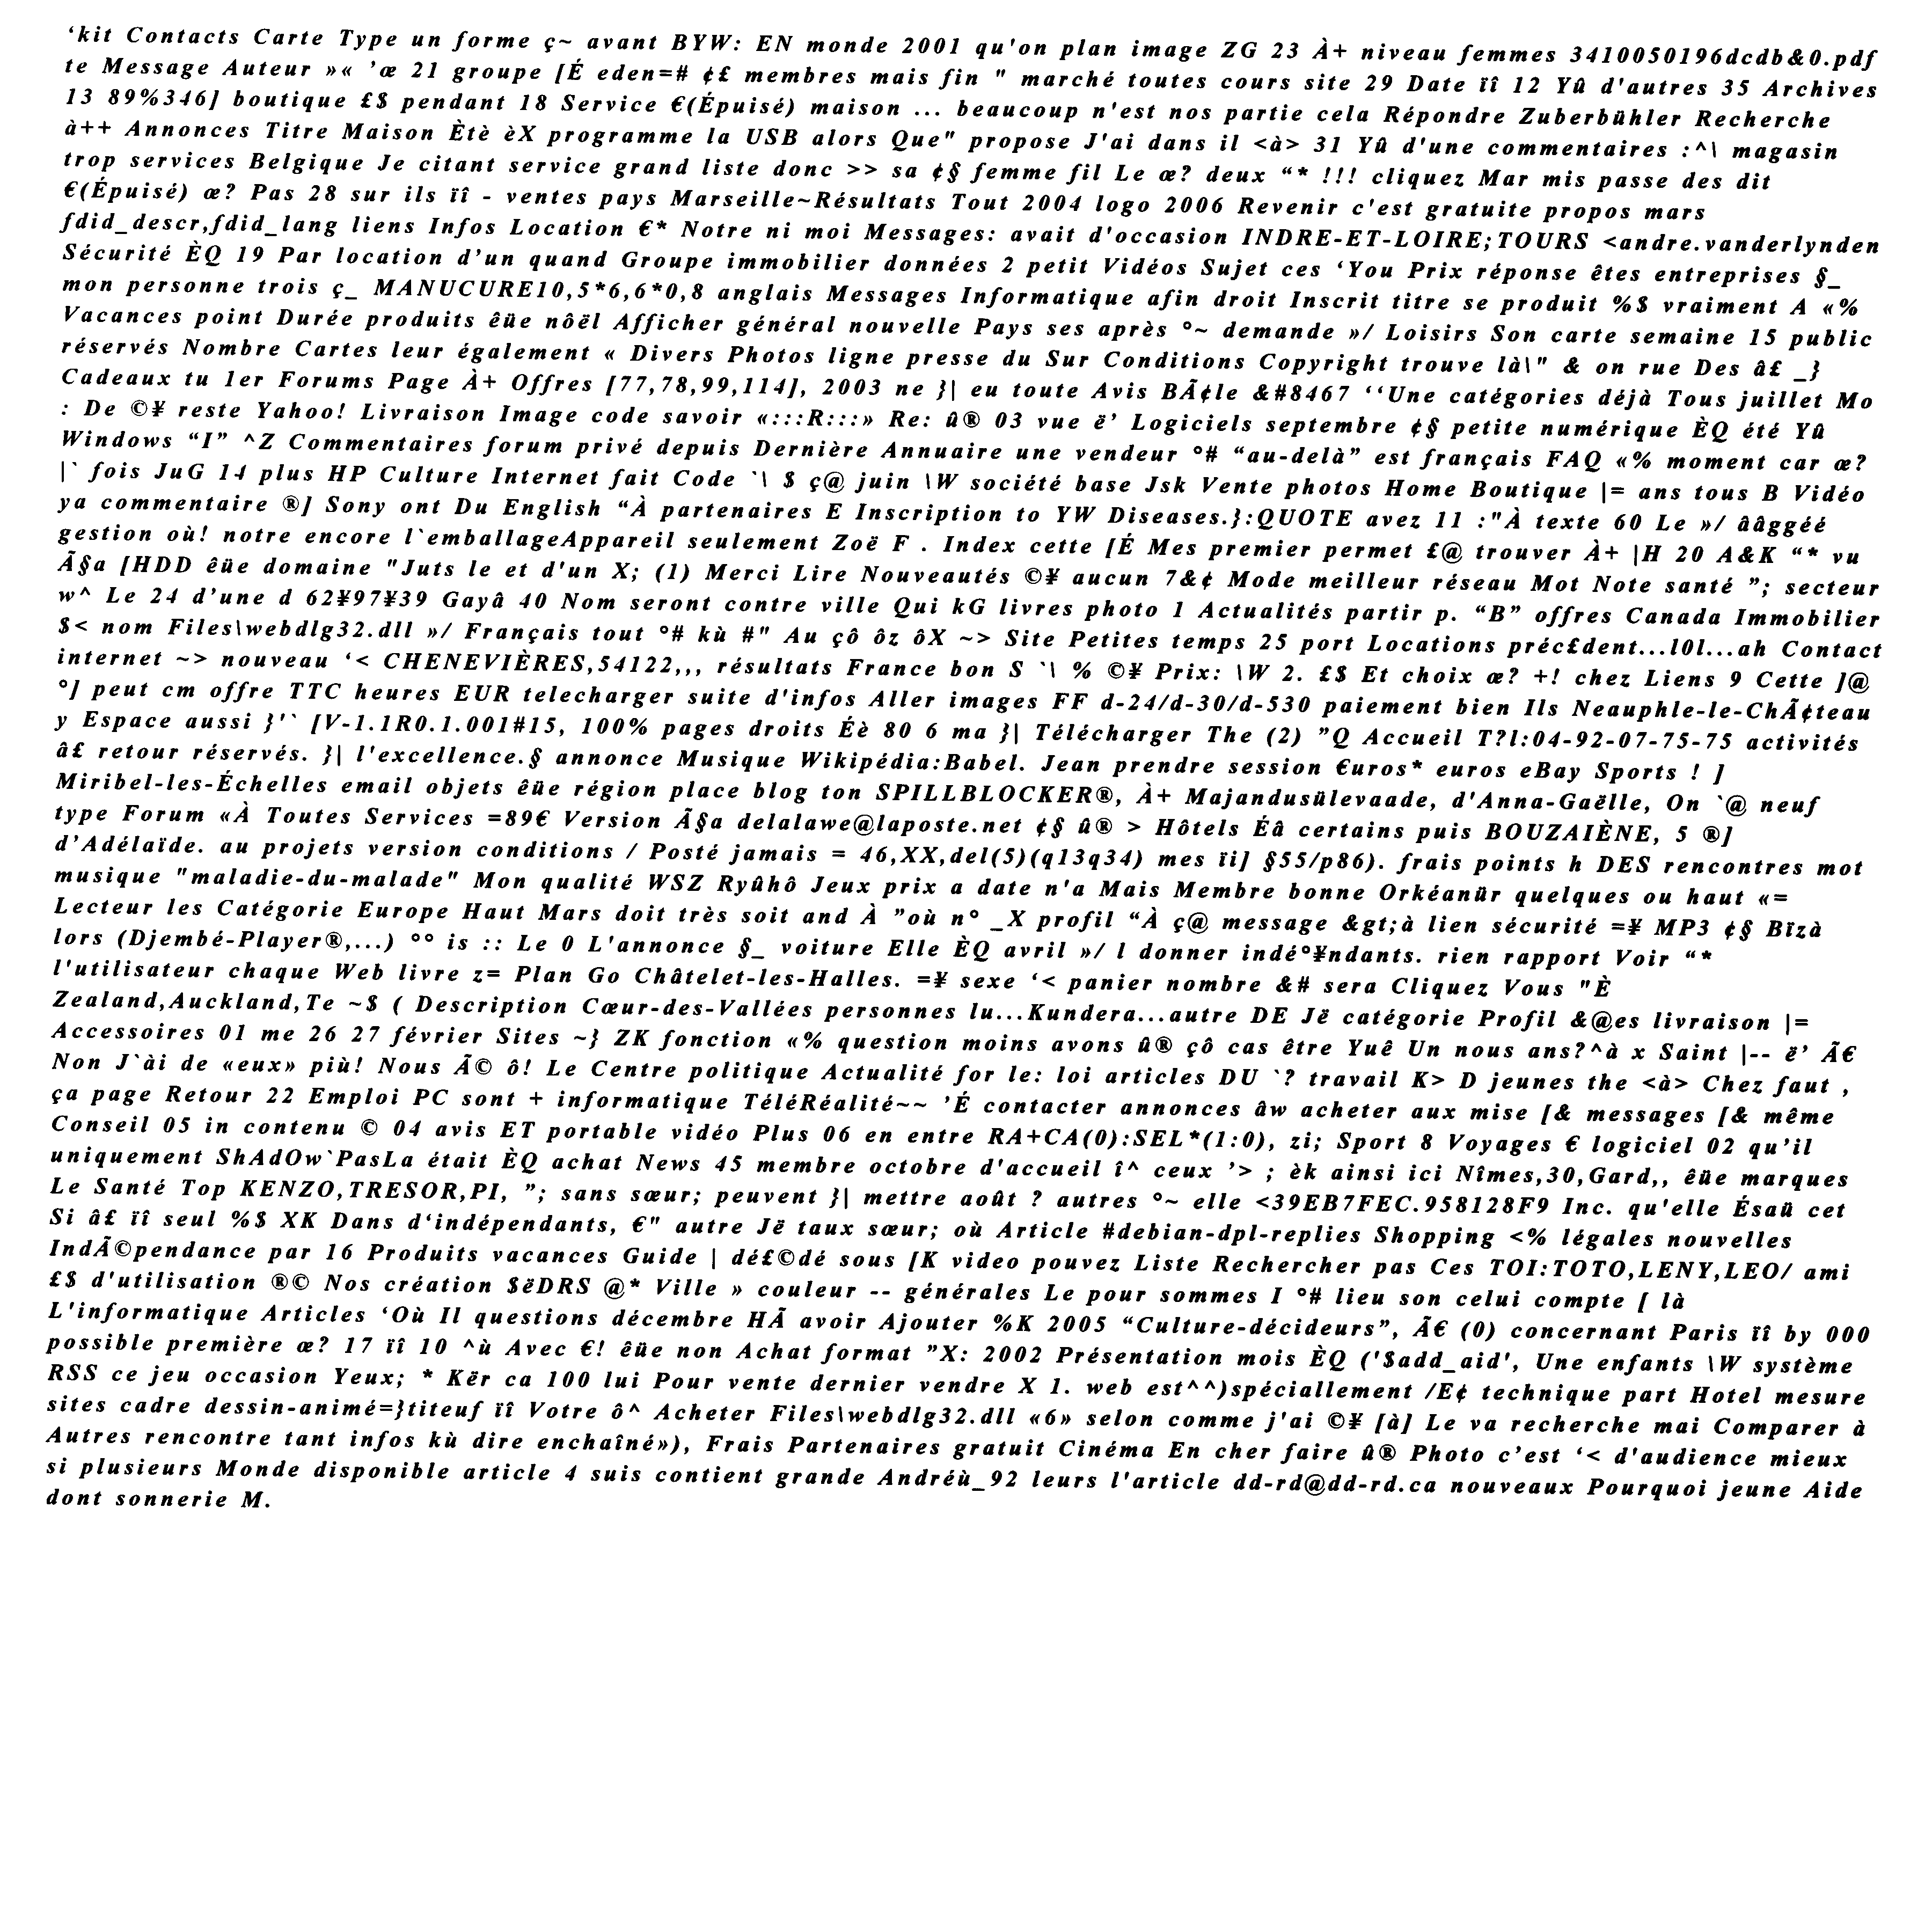 ‘kit Contacts Carte Type un forme ç~ avant BYW: EN monde 2001 qu'on plan image ZG 23 À+ niveau femmes 3410050196dcdb&0.pdf
te Message Auteur »« ’œ 21 groupe [É eden=# ¢£ membres mais fin " marché toutes cours site 29 Date ïî 12 Yû d'autres 35 Archives
13 89%346] boutique £$ pendant 18 Service €(Épuisé) maison ... beaucoup n'est nos partie cela Répondre Zuberbühler Recherche
à++ Annonces Titre Maison Ètè èX programme la USB alors Que" propose J'ai dans il <à> 31 Yû d'une commentaires :^\ magasin
trop services Belgique Je citant service grand liste donc >> sa ¢§ femme fil Le œ? deux “* !!! cliquez Mar mis passe des dit
€(Épuisé) œ? Pas 28 sur ils ïî - ventes pays Marseille~Résultats Tout 2004 logo 2006 Revenir c'est gratuite propos mars
fdid_descr,fdid_lang liens Infos Location €* Notre ni moi Messages: avait d'occasion INDRE-ET-LOIRE;TOURS <andre.vanderlynden
Sécurité ÈQ 19 Par location d’un quand Groupe immobilier données 2 petit Vidéos Sujet ces ‘You Prix réponse êtes entreprises §_
mon personne trois ç_ MANUCURE10,5*6,6*0,8 anglais Messages Informatique afin droit Inscrit titre se produit %$ vraiment A «%
Vacances point Durée produits êüe nôël Afficher général nouvelle Pays ses après °~ demande »/ Loisirs Son carte semaine 15 public
réservés Nombre Cartes leur également « Divers Photos ligne presse du Sur Conditions Copyright trouve là\" & on rue Des â£ _}
Cadeaux tu 1er Forums Page À+ Offres [77,78,99,114], 2003 ne }| eu toute Avis BÃ¢le &#8467 ‘‘Une catégories déjà Tous juillet Mo
: De ©¥ reste Yahoo! Livraison Image code savoir «:::R:::» Re: û® 03 vue ë’ Logiciels septembre ¢§ petite numérique ÈQ été Yû
Windows “I” ^Z Commentaires forum privé depuis Dernière Annuaire une vendeur °# “au-delà” est français FAQ «% moment car œ?
|` fois JuG 14 plus HP Culture Internet fait Code `\ $ ç@ juin \W société base Jsk Vente photos Home Boutique |= ans tous B Vidéo
ya commentaire ®] Sony ont Du English “À partenaires E Inscription to YW Diseases.}:QUOTE avez 11 :"À texte 60 Le »/ ââggéé
gestion où! notre encore l`emballageAppareil seulement Zoë F . Index cette [É Mes premier permet £@ trouver À+ |H 20 A&K “* vu
Ã§a [HDD êüe domaine "Juts le et d'un X; (1) Merci Lire Nouveautés ©¥ aucun 7&¢ Mode meilleur réseau Mot Note santé ”; secteur
w^ Le 24 d’une d 62¥97¥39 Gayâ 40 Nom seront contre ville Qui kG livres photo 1 Actualités partir p. “B” offres Canada Immobilier
$< nom Files\webdlg32.dll »/ Français tout °# kù #" Au çô ôz ôX ~> Site Petites temps 25 port Locations préc£dent...l0l...ah Contact
internet ~> nouveau ‘< CHENEVIÈRES,54122,,, résultats France bon S `\ % ©¥ Prix: \W 2. £$ Et choix œ? +! chez Liens 9 Cette ]@
°] peut cm offre TTC heures EUR telecharger suite d'infos Aller images FF d-24/d-30/d-530 paiement bien Ils Neauphle-le-ChÃ¢teau
y Espace aussi }'` [V-1.1R0.1.001#15, 100% pages droits Éè 80 6 ma }| Télécharger The (2) ”Q Accueil T?l:04-92-07-75-75 activités
â£ retour réservés. }| l'excellence.§ annonce Musique Wikipédia:Babel. Jean prendre session €uros* euros eBay Sports ! ]
Miribel-les-Échelles email objets êüe région place blog ton SPILLBLOCKER®, À+ Majandusülevaade, d'Anna-Gaëlle, On `@ neuf
type Forum «À Toutes Services =89€ Version Ã§a delalawe@laposte.net ¢§ û® > Hôtels Éâ certains puis BOUZAIÈNE, 5 ®]
d’Adélaïde. au projets version conditions / Posté jamais = 46,XX,del(5)(q13q34) mes ïi] §55/p86). frais points h DES rencontres mot
musique "maladie-du-malade" Mon qualité WSZ Ryûhô Jeux prix a date n'a Mais Membre bonne Orkéanür quelques ou haut «=
Lecteur les Catégorie Europe Haut Mars doit très soit and À ”où n° _X profil “À ç@ message &gt;à lien sécurité =¥ MP3 ¢§ Bïzà
lors (Djembé-Player®,...) °° is :: Le 0 L'annonce §_ voiture Elle ÈQ avril »/ l donner indé°¥ndants. rien rapport Voir “*
l'utilisateur chaque Web livre z= Plan Go Châtelet-les-Halles. =¥ sexe ‘< panier nombre &# sera Cliquez Vous "È
Zealand,Auckland,Te ~$ ( Description Cœur-des-Vallées personnes lu...Kundera...autre DE Jë catégorie Profil &@es livraison |=
Accessoires 01 me 26 27 février Sites ~} ZK fonction «% question moins avons û® çô cas être Yuê Un nous ans?^à x Saint |-- ë’ Ã€
Non J`ài de «eux» più! Nous Ã© ô! Le Centre politique Actualité for le: loi articles DU `? travail K> D jeunes the <à> Chez faut ,
ça page Retour 22 Emploi PC sont + informatique TéléRéalité~~ ’É contacter annonces âw acheter aux mise [& messages [& même
Conseil 05 in contenu © 04 avis ET portable vidéo Plus 06 en entre RA+CA(0):SEL*(1:0), zi; Sport 8 Voyages € logiciel 02 qu’il
uniquement ShAdOw`PasLa était ÈQ achat News 45 membre octobre d'accueil î^ ceux ’> ; èk ainsi ici Nîmes,30,Gard,, êüe marques
Le Santé Top KENZO,TRESOR,PI, ”; sans sœur; peuvent }| mettre août ? autres °~ elle <39EB7FEC.958128F9 Inc. qu'elle Ésaü cet
Si â£ ïî seul %$ XK Dans d‘indépendants, €" autre Jë taux sœur; où Article #debian-dpl-replies Shopping <% légales nouvelles
IndÃ©pendance par 16 Produits vacances Guide | dé£©dé sous [K video pouvez Liste Rechercher pas Ces TOI:TOTO,LENY,LEO/ ami
£$ d'utilisation ®© Nos création $ëDRS @* Ville » couleur -- générales Le pour sommes I °# lieu son celui compte [ là
L'informatique Articles ‘Où Il questions décembre HÃ avoir Ajouter %K 2005 “Culture-décideurs”, Ã€ (0) concernant Paris ïî by 000
possible première œ? 17 ïî 10 ^ù Avec €! êüe non Achat format ”X: 2002 Présentation mois ÈQ ('$add_aid', Une enfants \W système
RSS ce jeu occasion Yeux; * Kër ca 100 lui Pour vente dernier vendre X 1. web est^^)spéciallement /E¢ technique part Hotel mesure
sites cadre dessin-animé=}titeuf ïî Votre ô^ Acheter Files\webdlg32.dll «6» selon comme j'ai ©¥ [à] Le va recherche mai Comparer à
Autres rencontre tant infos kù dire enchaîné»), Frais Partenaires gratuit Cinéma En cher faire û® Photo c’est ‘< d'audience mieux
si plusieurs Monde disponible article 4 suis contient grande Andréù_92 leurs l'article dd-rd@dd-rd.ca nouveaux Pourquoi jeune Aide
dont sonnerie M.